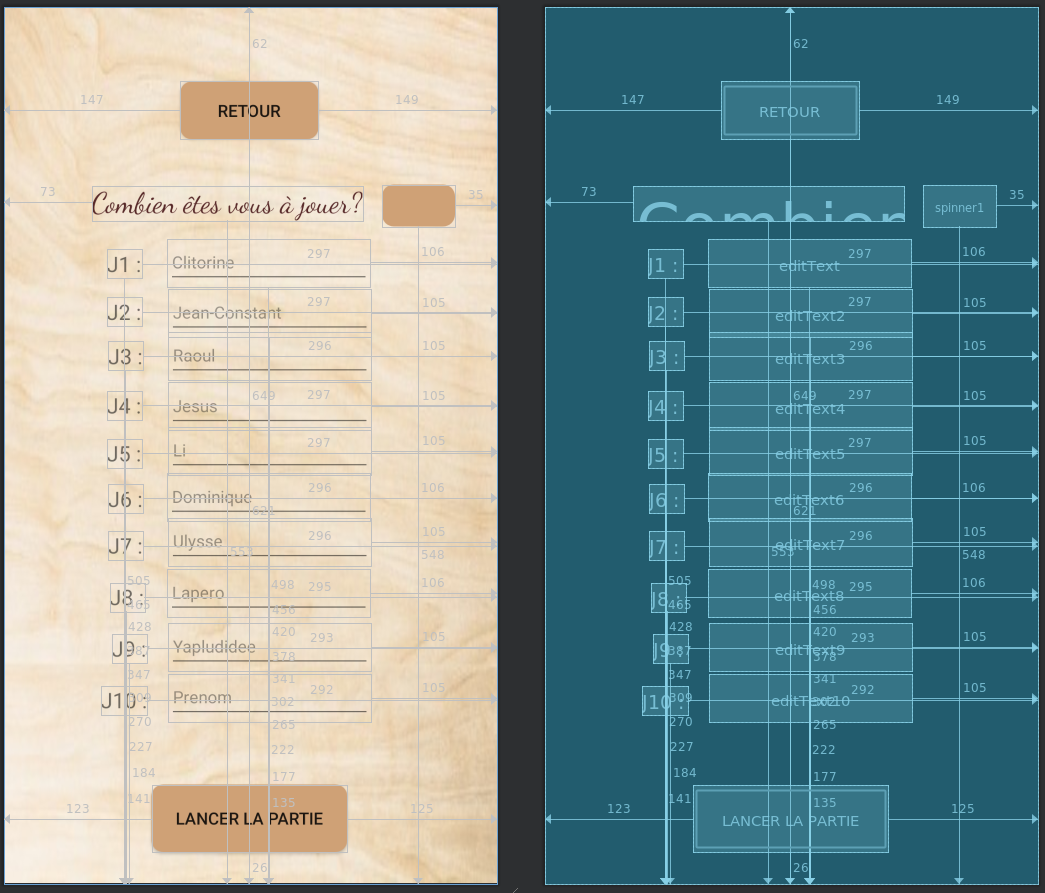 62
147
149
RETOUR
73
Combien êtes vous à jouer?
35
J1 :
Clitorine
297
106
J2 :
Jean-Constant
297
105
J3 :
Raoul
296
105
J4 :
Jesus
649
297
105
J5 :
Li
297
105
J6 :
Dominique
296
106
621
J7 :
Ulysse
296
105
553
548
505
J8 :
Lapero
498
295
106
465
456
428
420
J9 :
387
Yapludidee
293
378
105
347
341
J10 :
309
Prenom
302
292
105
270
265
227
222
184
177
141
135
123
LANCER LA PARTIE
125
26
62
147
149
RETOUR
73
Combien
spinner1
35
J1 :
editText
297
106
J2 :
editText2
297
105
J3 :
editText3
296
105
J4 :
editText4
649
297
105
J5 :
editText5
297
105
J6 :
editText6
296
106
621
J7 :
editText7
296
105
553
548
505
J8 :
editText8
498
295
106
465
456
428
420
J9 :
387
editText9
293
378
105
347
341
J10 :
309
editText10
302
292
105
270
265
227
222
184
177
141
135
123
LANCER LA PARTIE
125
26